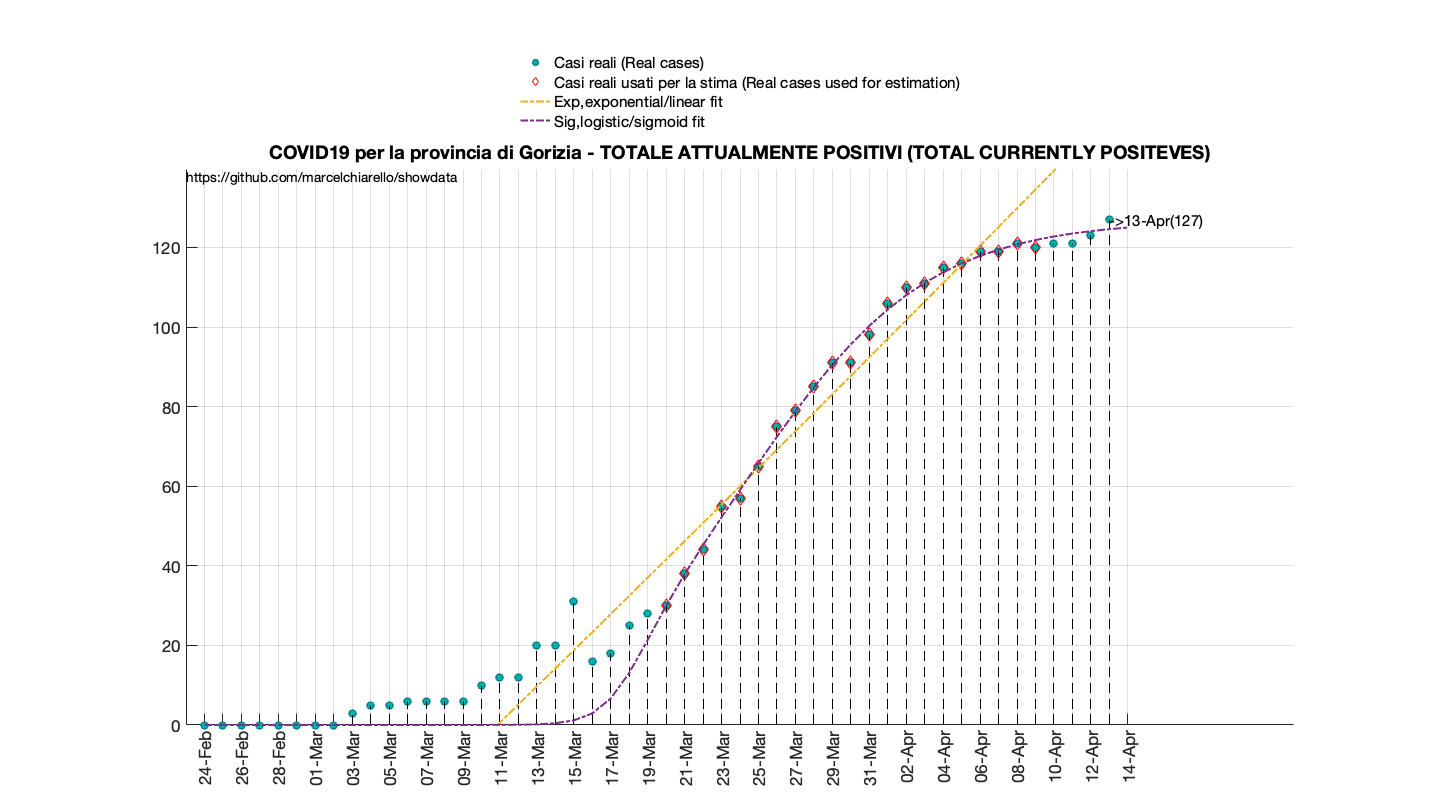 Casi reali (Real cases)
Casi reali usati per la stima (Real cases used for estimation)
Exp,exponential/linear fit
Sig,logistic/sigmoid fit
COVID19 per la provincia di Gorizia - TOTALE ATTUALMENTE POSITIVI (TOTAL CURRENTLY POSITEVES)
https://github.com/marcelchiarello/showdata
>13-Apr(127)
120
100
80
60
40
20
0
24-Feb
26-Feb
28-Feb
01-Mar
03-Mar
05-Mar
07-Mar
09-Mar
11-Mar
13-Mar
15-Mar
17-Mar
19-Mar
21-Mar
23-Mar
25-Mar
27-Mar
29-Mar
31-Mar
02-Apr
04-Apr
06-Apr
08-Apr
10-Apr
12-Apr
14-Apr